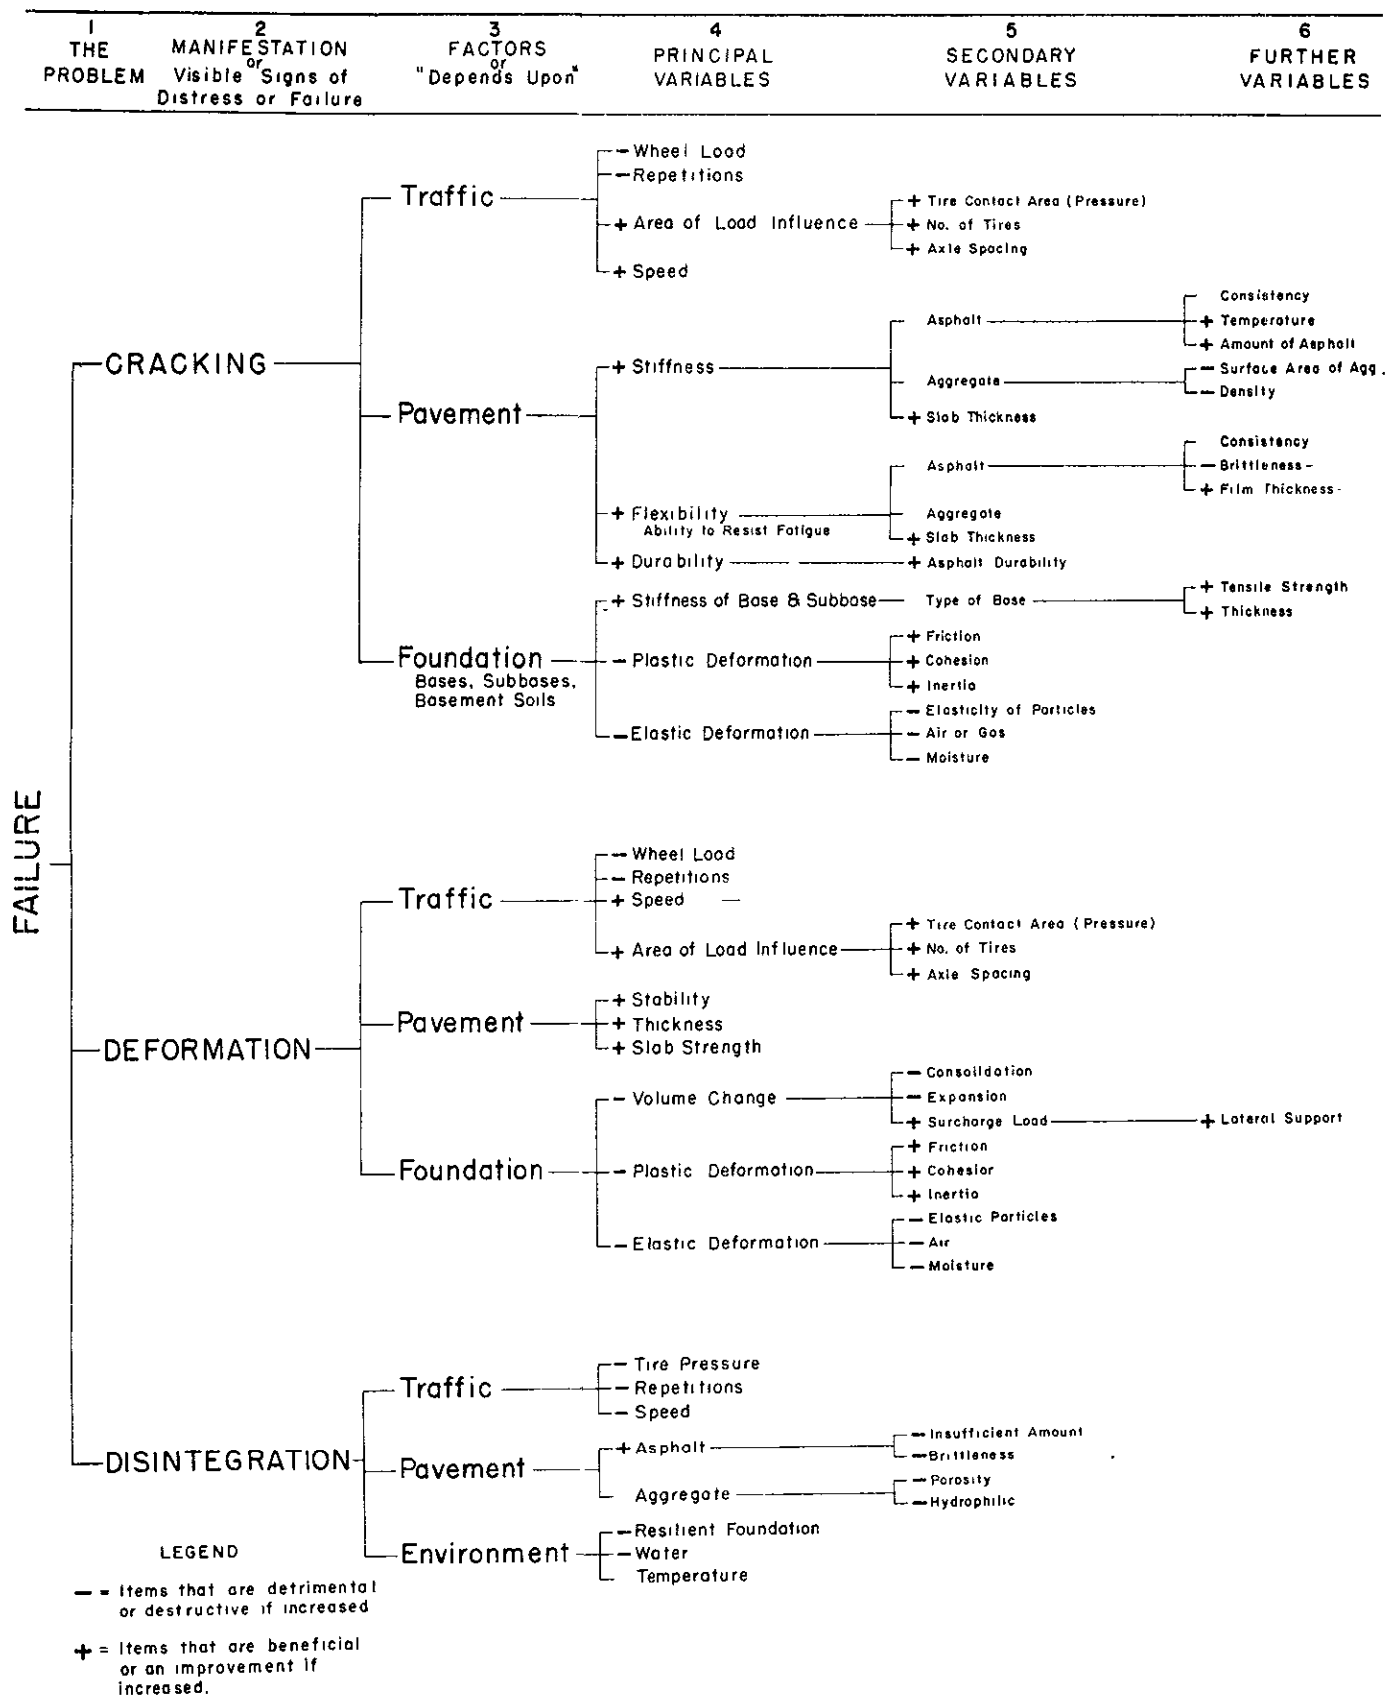 1
THE
PROBLEM
2
MANIFESTATION
or
Visible Signs of
Distress or Failure
3
FACTORS
or
"Depends Upon"
4
PRINCIPAL
VARIABLES
5
SECONDARY
VARIABLES
6
FURTHER
VARIABLES
FAILURE
CRACKING
Traffic
- Wheel Load
- Repetitions
+ Area of Load Influence
+ Tire Contact Area (Pressure)
+ No. of Tires
+ Axle Spacing
+ Speed
Pavement
+ Stiffness
Asphalt
Consistency
+ Temperature
+ Amount of Asphalt
Aggregate
- Surface Area of Agg.
- Density
+ Slab Thickness
+ Flexibility
Ability to Resist Fatigue
Asphalt
Consistency
- Brittleness -
+ Film Thickness -
Aggregate
+ Slab Thickness
+ Durability
+ Asphalt Durability
Foundation
Bases, Subbases,
Basement Soils
+ Stiffness of Base & Subbase
Type of Base
+ Tensile Strength
+ Thickness
- Plastic Deformation
+ Friction
+ Cohesion
+ Inertia
- Elastic Deformation
- Elasticity of Particles
- Air or Gas
- Moisture
DEFORMATION
Traffic
- Wheel Load
- Repetitions
+ Speed
+ Area of Load Influence
+ Tire Contact Area (Pressure)
+ No. of Tires
+ Axle Spacing
Pavement
+ Stability
+ Thickness
+ Slab Strength
Foundation
- Volume Change
- Consolidation
- Expansion
+ Surcharge Load
+ Lateral Support
- Plastic Deformation
+ Friction
+ Cohesior
+ Inertia
- Elastic Deformation
- Elastic Particles
- Air
- Moisture
DISINTEGRATION
Traffic
- Tire Pressure
- Repetitions
- Speed
Pavement
+ Asphalt
- Insufficient Amount
- Brittleness
Aggregate
- Porosity
- Hydrophilic
Environment
- Resilient Foundation
- Water
Temperature
LEGEND
- = Items that are detrimental
or destructive if increased
+ = Items that are beneficial
or an improvement if
increased.